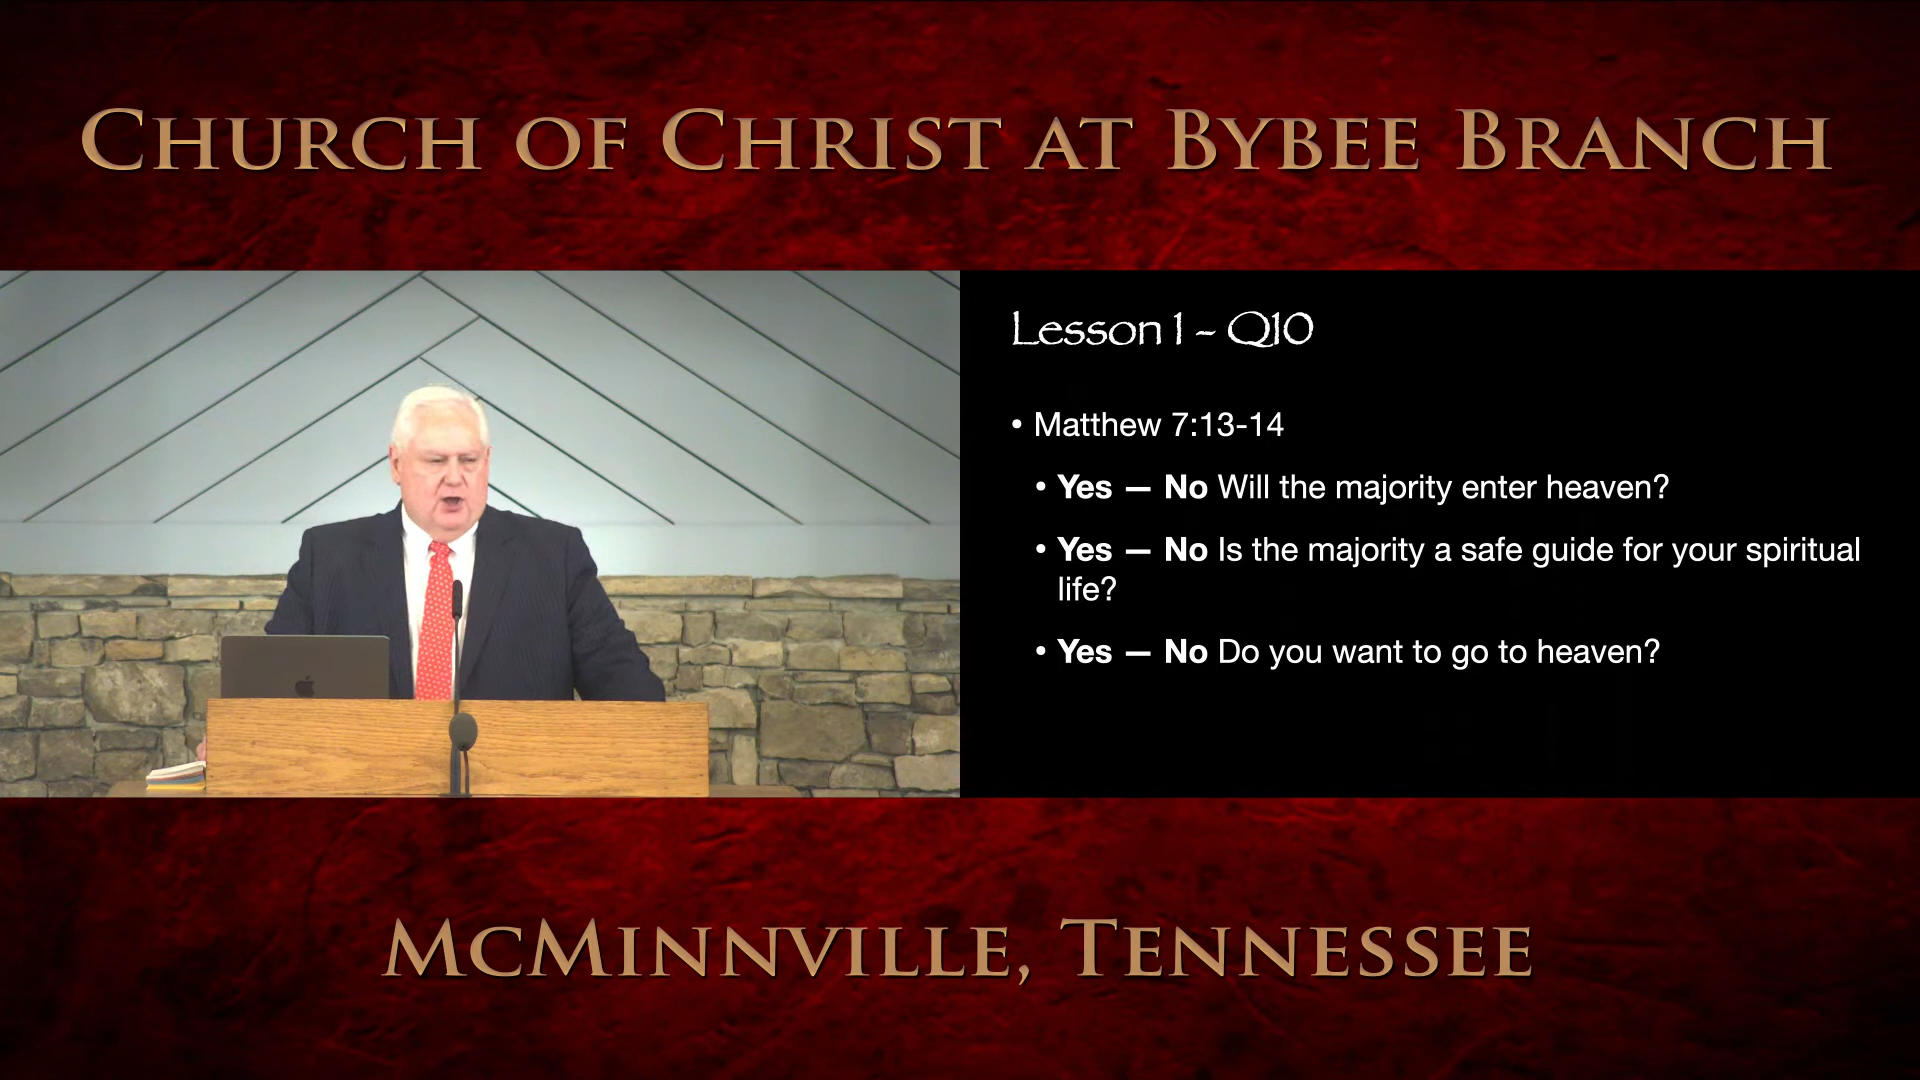 Church of Christ at Bybee Branch
Lesson 1 – Q10
• Matthew 7:13-14
• Yes — No Will the majority enter heaven?
• Yes — No Is the majority a safe guide for your spiritual
life?
• Yes — No Do you want to go to heaven?
McMinnville, Tennessee